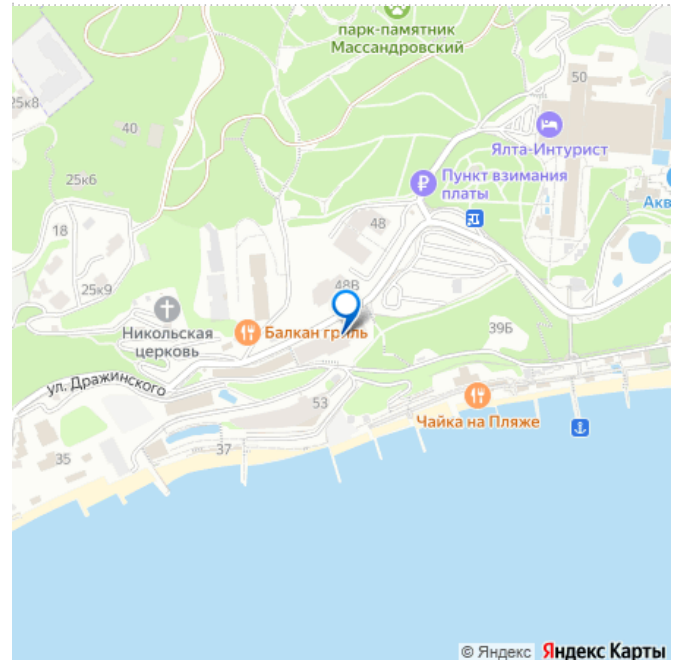 парк-памятник
Массандровский
50
25к8
40
Ялта-Интурист
25к6
Пункт взимания
платы
Акв
18
48
25к9
48В
Никольская
церковь
Балкан гриль
39Б
ул. Дражинского
53
Чайка на Пляже
37
35
© Яндекс Яндекс Карты